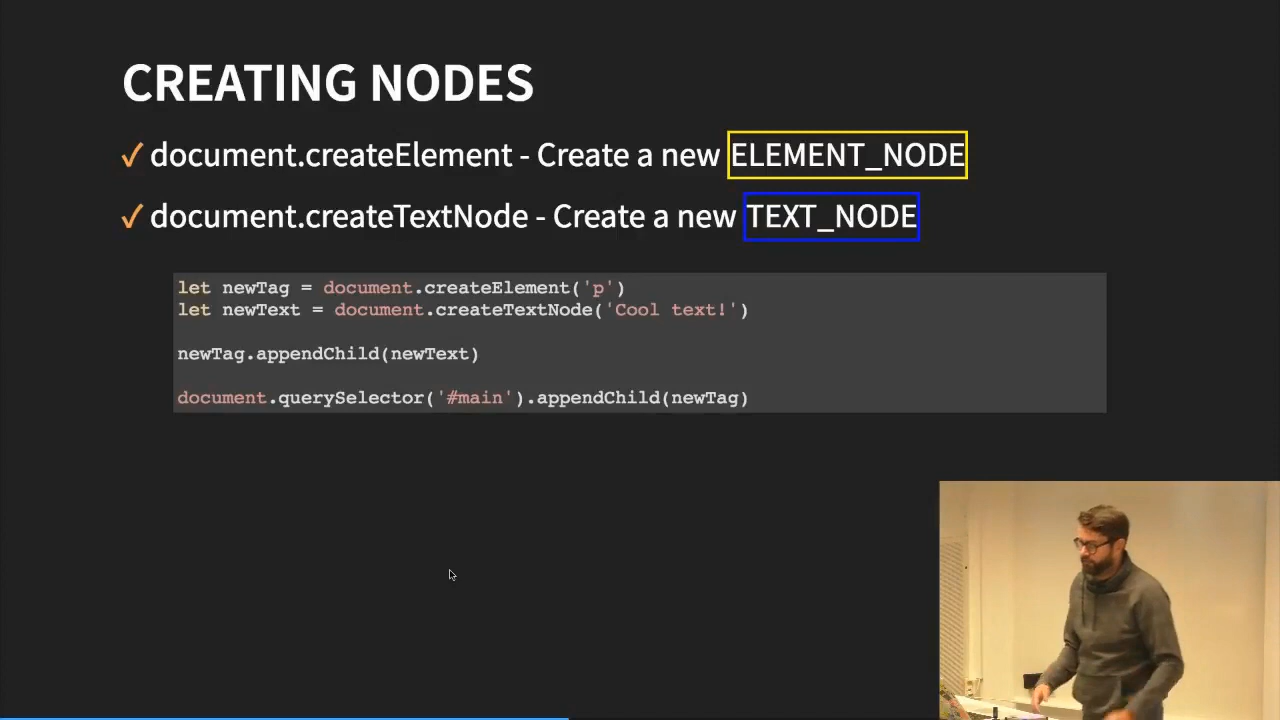 CREATING NODES
✓ document.createElement - Create a new ELEMENT_NODE
✓ document.createTextNode - Create a new TEXT_NODE
let newTag = document.createElement('p')
let newText = document.createTextNode('Cool text!')
newTag.appendChild(newText)
document.querySelector('#main').appendChild(newTag)